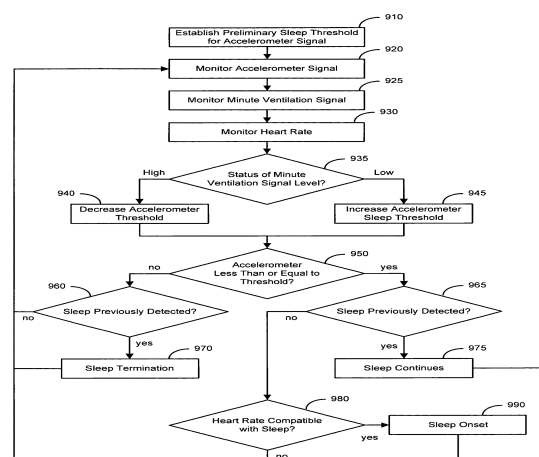 910
Establish Preliminary Sleep Threshold
for Accelerometer Signal
920
Monitor Accelerometer Signal
925
Monitor Minute Ventilation Signal
930
Monitor Heart Rate
935
Status of Minute
Ventilation Signal Level?
High
Low
940
Decrease Accelerometer
Threshold
945
Increase Accelerometer
Sleep Threshold
950
Accelerometer
Less Than or Equal to
Threshold?
no
yes
960
Sleep Previously Detected?
no
yes
965
Sleep Previously Detected?
no
yes
970
Sleep Termination
975
Sleep Continues
980
Heart Rate Compatible
with Sleep?
yes
no
990
Sleep Onset